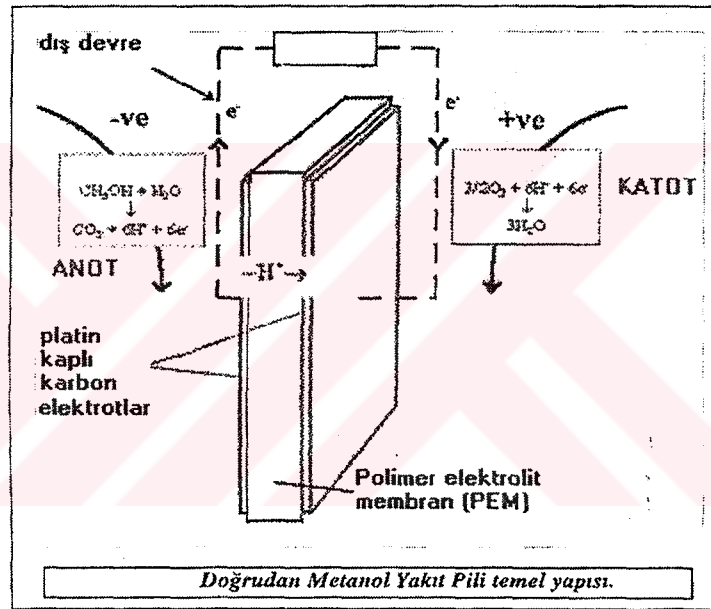 dış devre
e⁻
e⁻
-ve
+ve
CH₃OH + H₂O
↓
CO₂ + 6H⁺ + 6e⁻
ANOT
3/2O₂ + 6H⁺ + 6e⁻
↓
3H₂O
KATOT
H⁺
platin
kaplı
karbon
elektrotlar
Polimer elektrolit
membran (PEM)
Doğrudan Metanol Yakıt Pili temel yapısı.